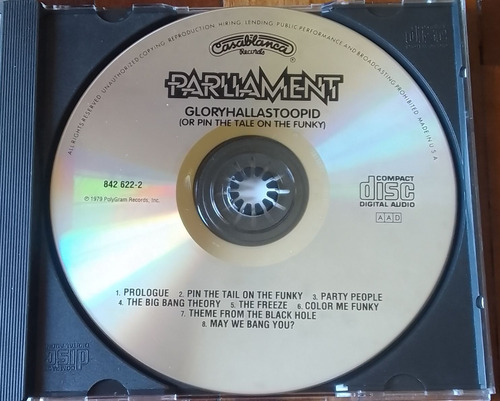 ALL RIGHTS RESERVED. UNAUTHORIZED COPYING, REPRODUCTION, HIRING, LENDING, PUBLIC PERFORMANCE AND BROADCASTING PROHIBITED. MADE IN U.S.A.
Casablanca
Records
®
PARLIAMENT
GLORYHALLASTOOPID
(OR PIN THE TALE ON THE FUNKY)
842 622-2
℗ 1979 PolyGram Records, Inc.
COMPACT
disc
DIGITAL AUDIO
AAD
1. PROLOGUE 2. PIN THE TAIL ON THE FUNKY 3. PARTY PEOPLE
4. THE BIG BANG THEORY 5. THE FREEZE 6. COLOR ME FUNKY
7. THEME FROM THE BLACK HOLE
8. MAY WE BANG YOU?
disc